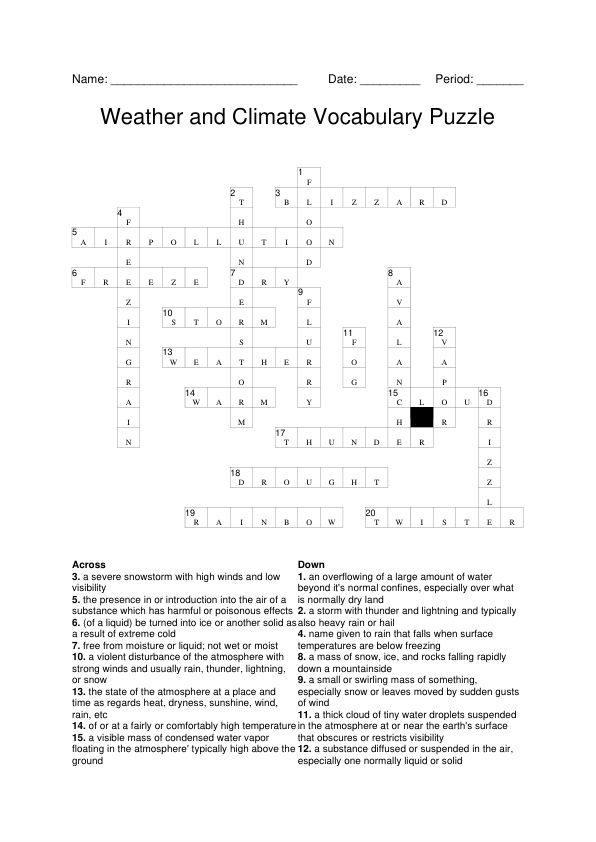 Name: ____________________________ Date: _________ Period: _______
Weather and Climate Vocabulary Puzzle
1
F
2 3
T B L I Z Z A R D
4
F H O
5
A I R P O L L U T I O N
E N D
6 7 8
F R E E Z E D R Y A
9
Z E F V
10
I S T O R M L A
11 12
N S U F L V
13
G W E A T H E R O A A
R O R G N P
14 15 16
A W A R M Y C L O U D
I M H R R
17
N T H U N D E R I
Z
18
D R O U G H T Z
L
19 20
R A I N B O W T W I S T E R
Across
3. a severe snowstorm with high winds and low
visibility
5. the presence in or introduction into the air of a
substance which has harmful or poisonous effects
6. (of a liquid) be turned into ice or another solid as
a result of extreme cold
7. free from moisture or liquid; not wet or moist
10. a violent disturbance of the atmosphere with
strong winds and usually rain, thunder, lightning,
or snow
13. the state of the atmosphere at a place and
time as regards heat, dryness, sunshine, wind,
rain, etc
14. of or at a fairly or comfortably high temperature
15. a visible mass of condensed water vapor
floating in the atmosphere' typically high above the
ground
Down
1. an overflowing of a large amount of water
beyond it's normal confines, especially over what
is normally dry land
2. a storm with thunder and lightning and typically
also heavy rain or hail
4. name given to rain that falls when surface
temperatures are below freezing
8. a mass of snow, ice, and rocks falling rapidly
down a mountainside
9. a small or swirling mass of something,
especially snow or leaves moved by sudden gusts
of wind
11. a thick cloud of tiny water droplets suspended
in the atmosphere at or near the earth's surface
that obscures or restricts visibility
12. a substance diffused or suspended in the air,
especially one normally liquid or solid